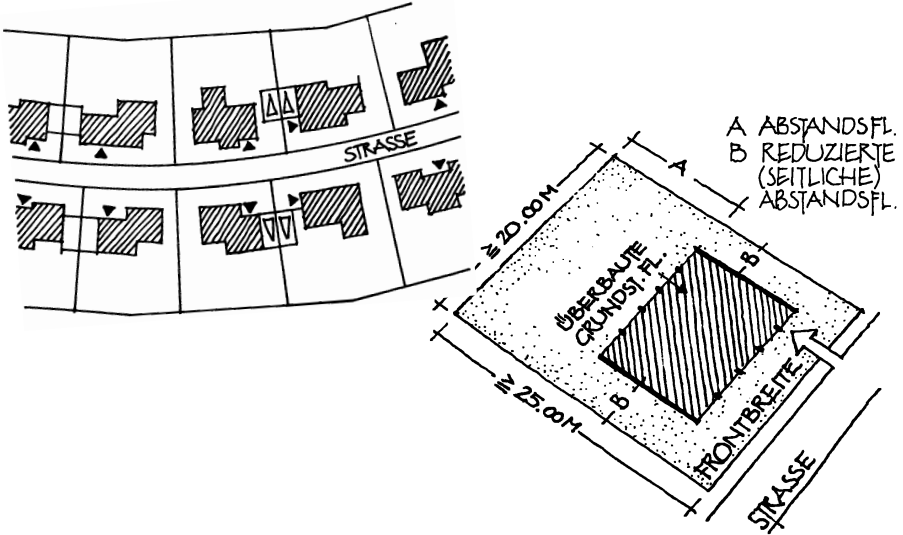 STRASSE
A ABSTANDSFL.
B REDUZIERTE
(SEITLICHE)
ABSTANDSFL.
A
≥ 20.00 M
B
ÜBERBAUTE
GRUNDST. FL.
≥ 25.00 M
B
FRONTBREITE
STRASSE